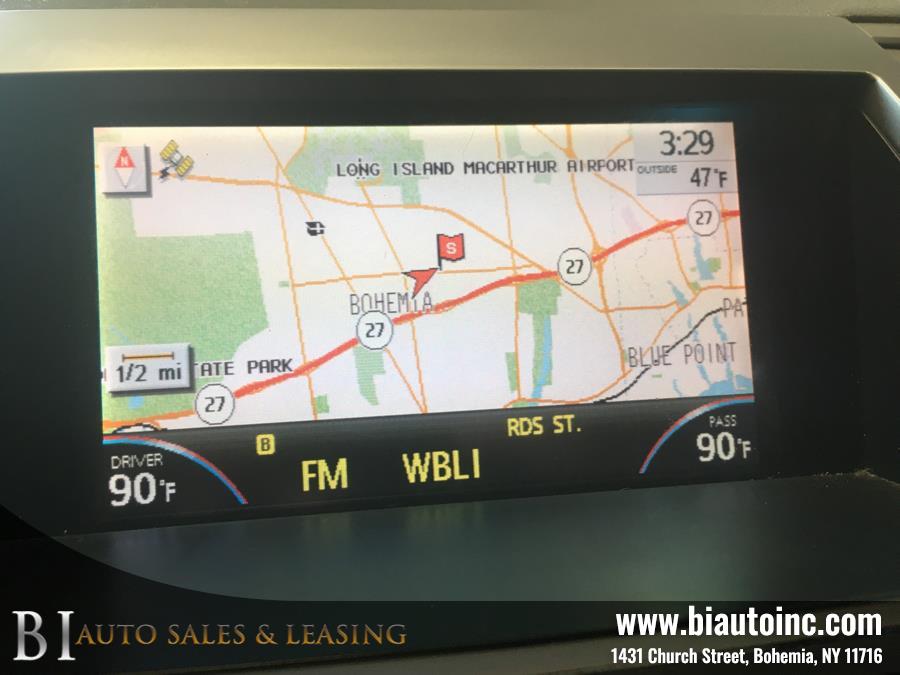 N
LONG ISLAND MACARTHUR AIRPORT
3:29
OUTSIDE
47°F
27
S
27
BOHEMIA
27
PA
BLUE POINT
1/2 mi
ATE PARK
27
B
RDS ST.
DRIVER
90°F
FM WBLI
PASS
90°F
BI AUTO SALES & LEASING
www.biautoinc.com
1431 Church Street, Bohemia, NY 11716